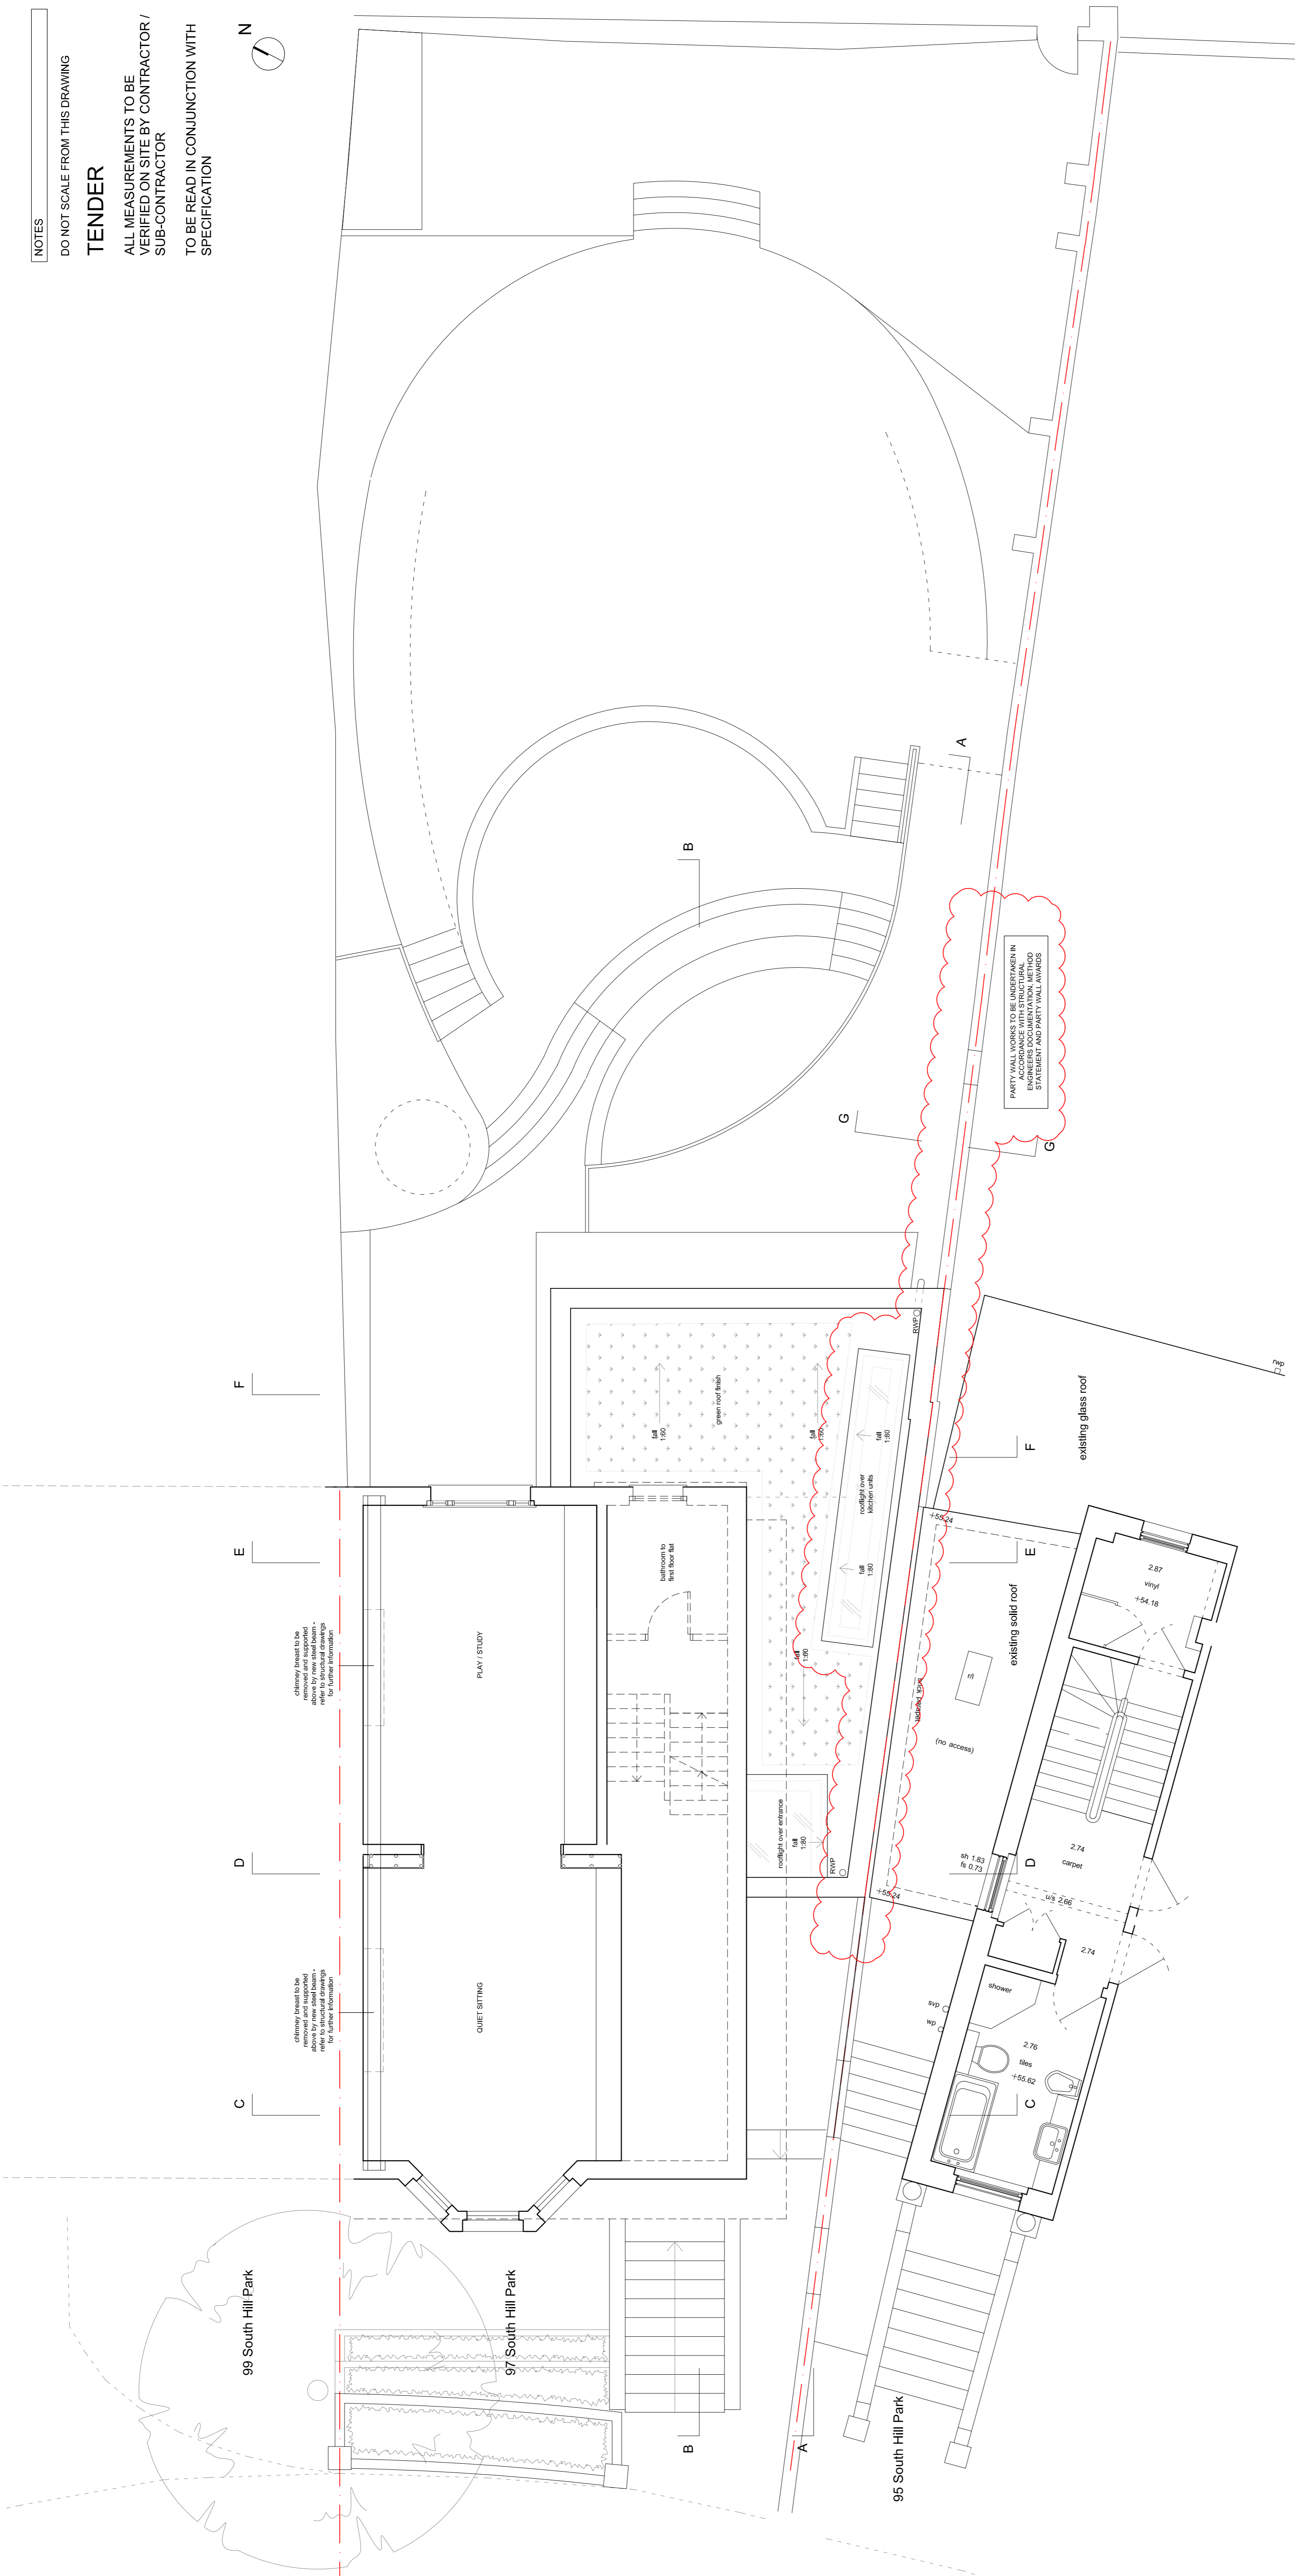 NOTES
DO NOT SCALE FROM THIS DRAWING
TENDER
ALL MEASUREMENTS TO BE
VERIFIED ON SITE BY CONTRACTOR /
SUB-CONTRACTOR
TO BE READ IN CONJUNCTION WITH
SPECIFICATION
N
A
B
PARTY WALL WORKS TO BE UNDERTAKEN IN
ACCORDANCE WITH STRUCTURAL
ENGINEERS DOCUMENTATION, METHOD
STATEMENT AND PARTY WALL AWARDS
G
G
F
RWP
rwp
green roof finish
fall
1:60
fall
1:60
fall
1:80
existing glass roof
F
rooflight over
kitchen units
E
bathroom to
first floor flat
fall
1:80
+55.24
E
2.87
vinyl
+54.18
chimney breast to be
removed and supported
above by new steel beam -
refer to structural drawings
for further information
PLAY / STUDY
fall
1:60
existing solid roof
r/l
brick parapet
(no access)
D
rooflight over entrance
fall
1:80
RWP
+55.24
sh 1.83
fs 0.73
D
2.74
carpet
u/s 2.66
2.74
chimney breast to be
removed and supported
above by new steel beam -
refer to structural drawings
for further information
QUIET SITTING
shower
svp
wp
2.76
tiles
+55.62
C
C
99 South Hill Park
97 South Hill Park
95 South Hill Park
B
A